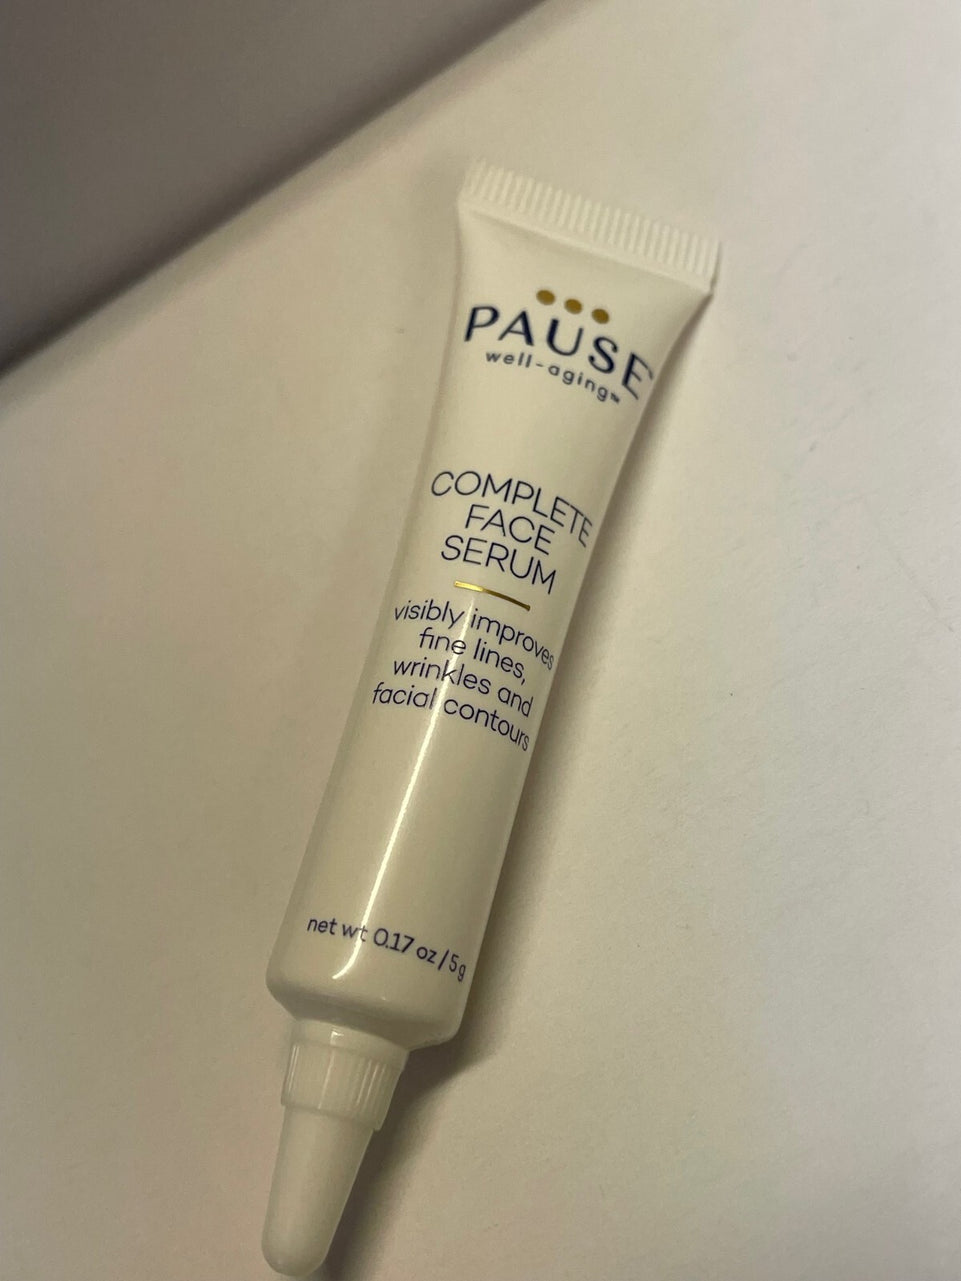 PAUSE
well-aging™
COMPLETE
FACE
SERUM
visibly improves
fine lines,
wrinkles and
facial contours
net wt 0.17 oz / 5g